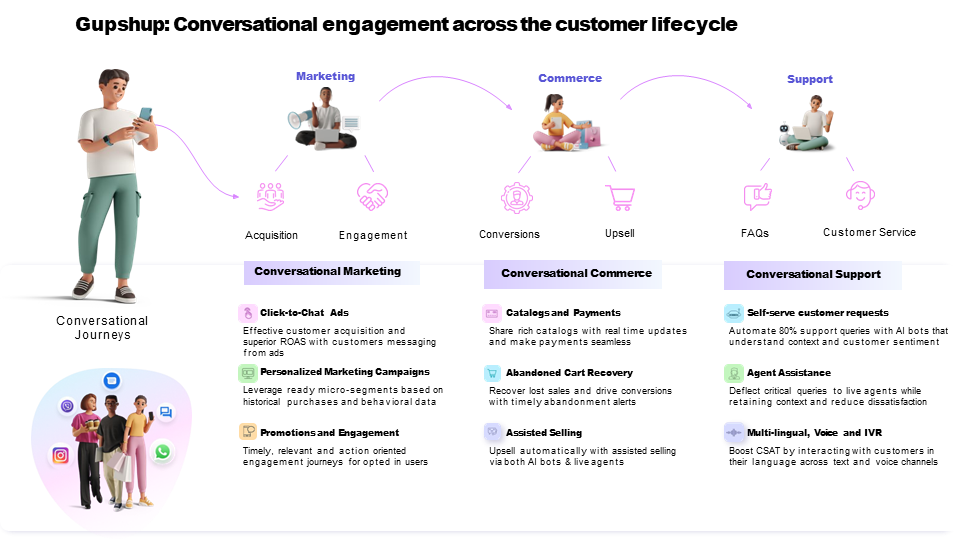 Gupshup: Conversational engagement across the customer lifecycle
Marketing
Commerce
Support
Acquisition
Engagement
Conversions
Upsell
FAQs
Customer Service
Conversational
Journeys
Conversational Marketing
Click-to-Chat Ads
Effective customer acquisition and
superior ROAS with customers messaging
from ads
Personalized Marketing Campaigns
Leverage ready micro-segments based on
historical purchases and behavioral data
Promotions and Engagement
Timely, relevant and action oriented
engagement journeys for opted in users
Conversational Commerce
Catalogs and Payments
Share rich catalogs with real time updates
and make payments seamless
Abandoned Cart Recovery
Recover lost sales and drive conversions
with timely abandonment alerts
Assisted Selling
Upsell automatically with assisted selling
via both AI bots & live agents
Conversational Support
Self-serve customer requests
Automate 80% support queries with AI bots that
understand context and customer sentiment
Agent Assistance
Deflect critical queries to live agents while
retaining context and reduce dissatisfaction
Multi-lingual, Voice and IVR
Boost CSAT by interacting with customers in
their language across text and voice channels